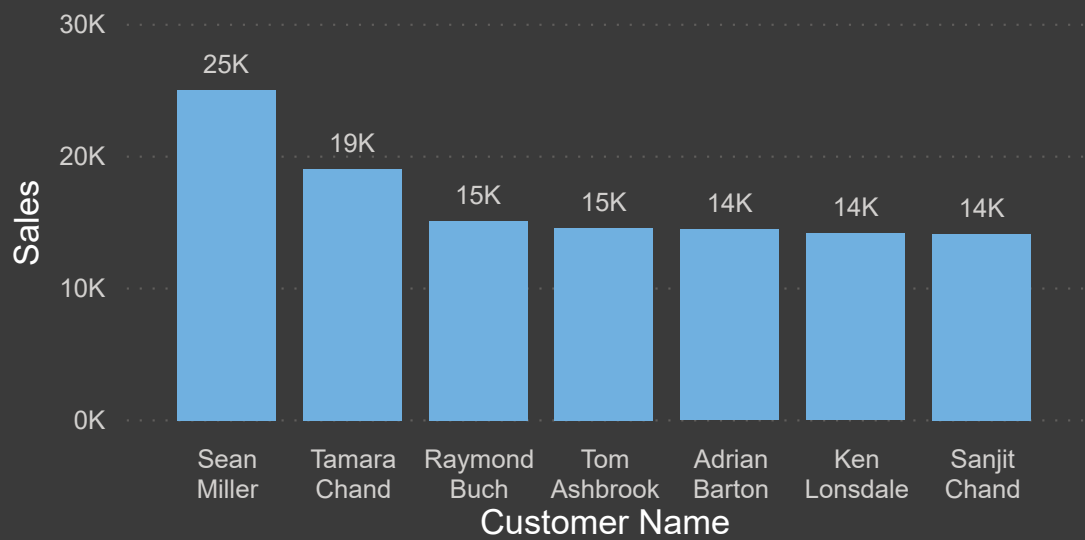 30K
25K
20K
19K
15K
15K
14K
14K
14K
Sales
10K
0K
Sean Miller
Tamara Chand
Raymond Buch
Tom Ashbrook
Adrian Barton
Ken Lonsdale
Sanjit Chand
Customer Name